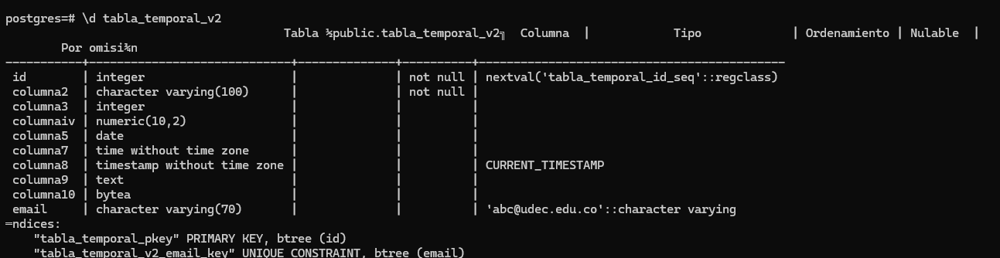 postgres=# \d tabla_temporal_v2
                                      Tabla ½public.tabla_temporal_v2╗  Columna  |            Tipo             | Ordenamiento | Nulable  |
        Por omisi¾n
-----------+-----------------------------+--------------+----------+--------------------------------------------
 id        | integer                     |              | not null | nextval('tabla_temporal_id_seq'::regclass)
 columna2  | character varying(100)      |              | not null |
 columna3  | integer                     |              |          |
 columnaiv | numeric(10,2)               |              |          |
 columna5  | date                        |              |          |
 columna7  | time without time zone      |              |          |
 columna8  | timestamp without time zone |              |          | CURRENT_TIMESTAMP
 columna9  | text                        |              |          |
 columna10 | bytea                       |              |          |
 email     | character varying(70)       |              |          | 'abc@udec.edu.co'::character varying
═ndices:
    "tabla_temporal_pkey" PRIMARY KEY, btree (id)
    "tabla_temporal_v2_email_key" UNIQUE CONSTRAINT, btree (email)